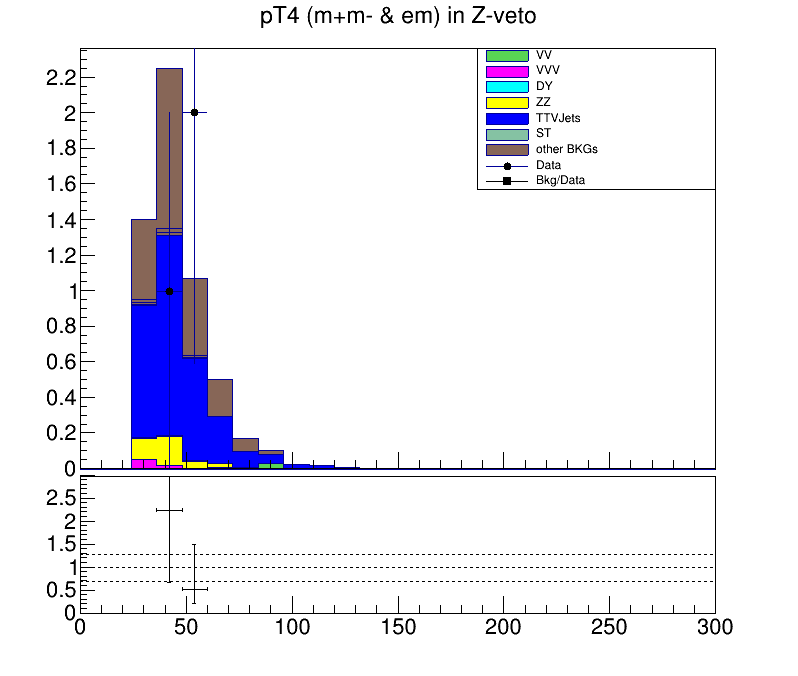 pT4 (m+m- & em) in Z-veto
VV
VVV
DY
ZZ
TTVJets
ST
other BKGs
Data
Bkg/Data
2.2
2
1.8
1.6
1.4
1.2
1
0.8
0.6
0.4
0.2
0
2.5
2
1.5
1
0.5
0
0 50 100 150 200 250 300